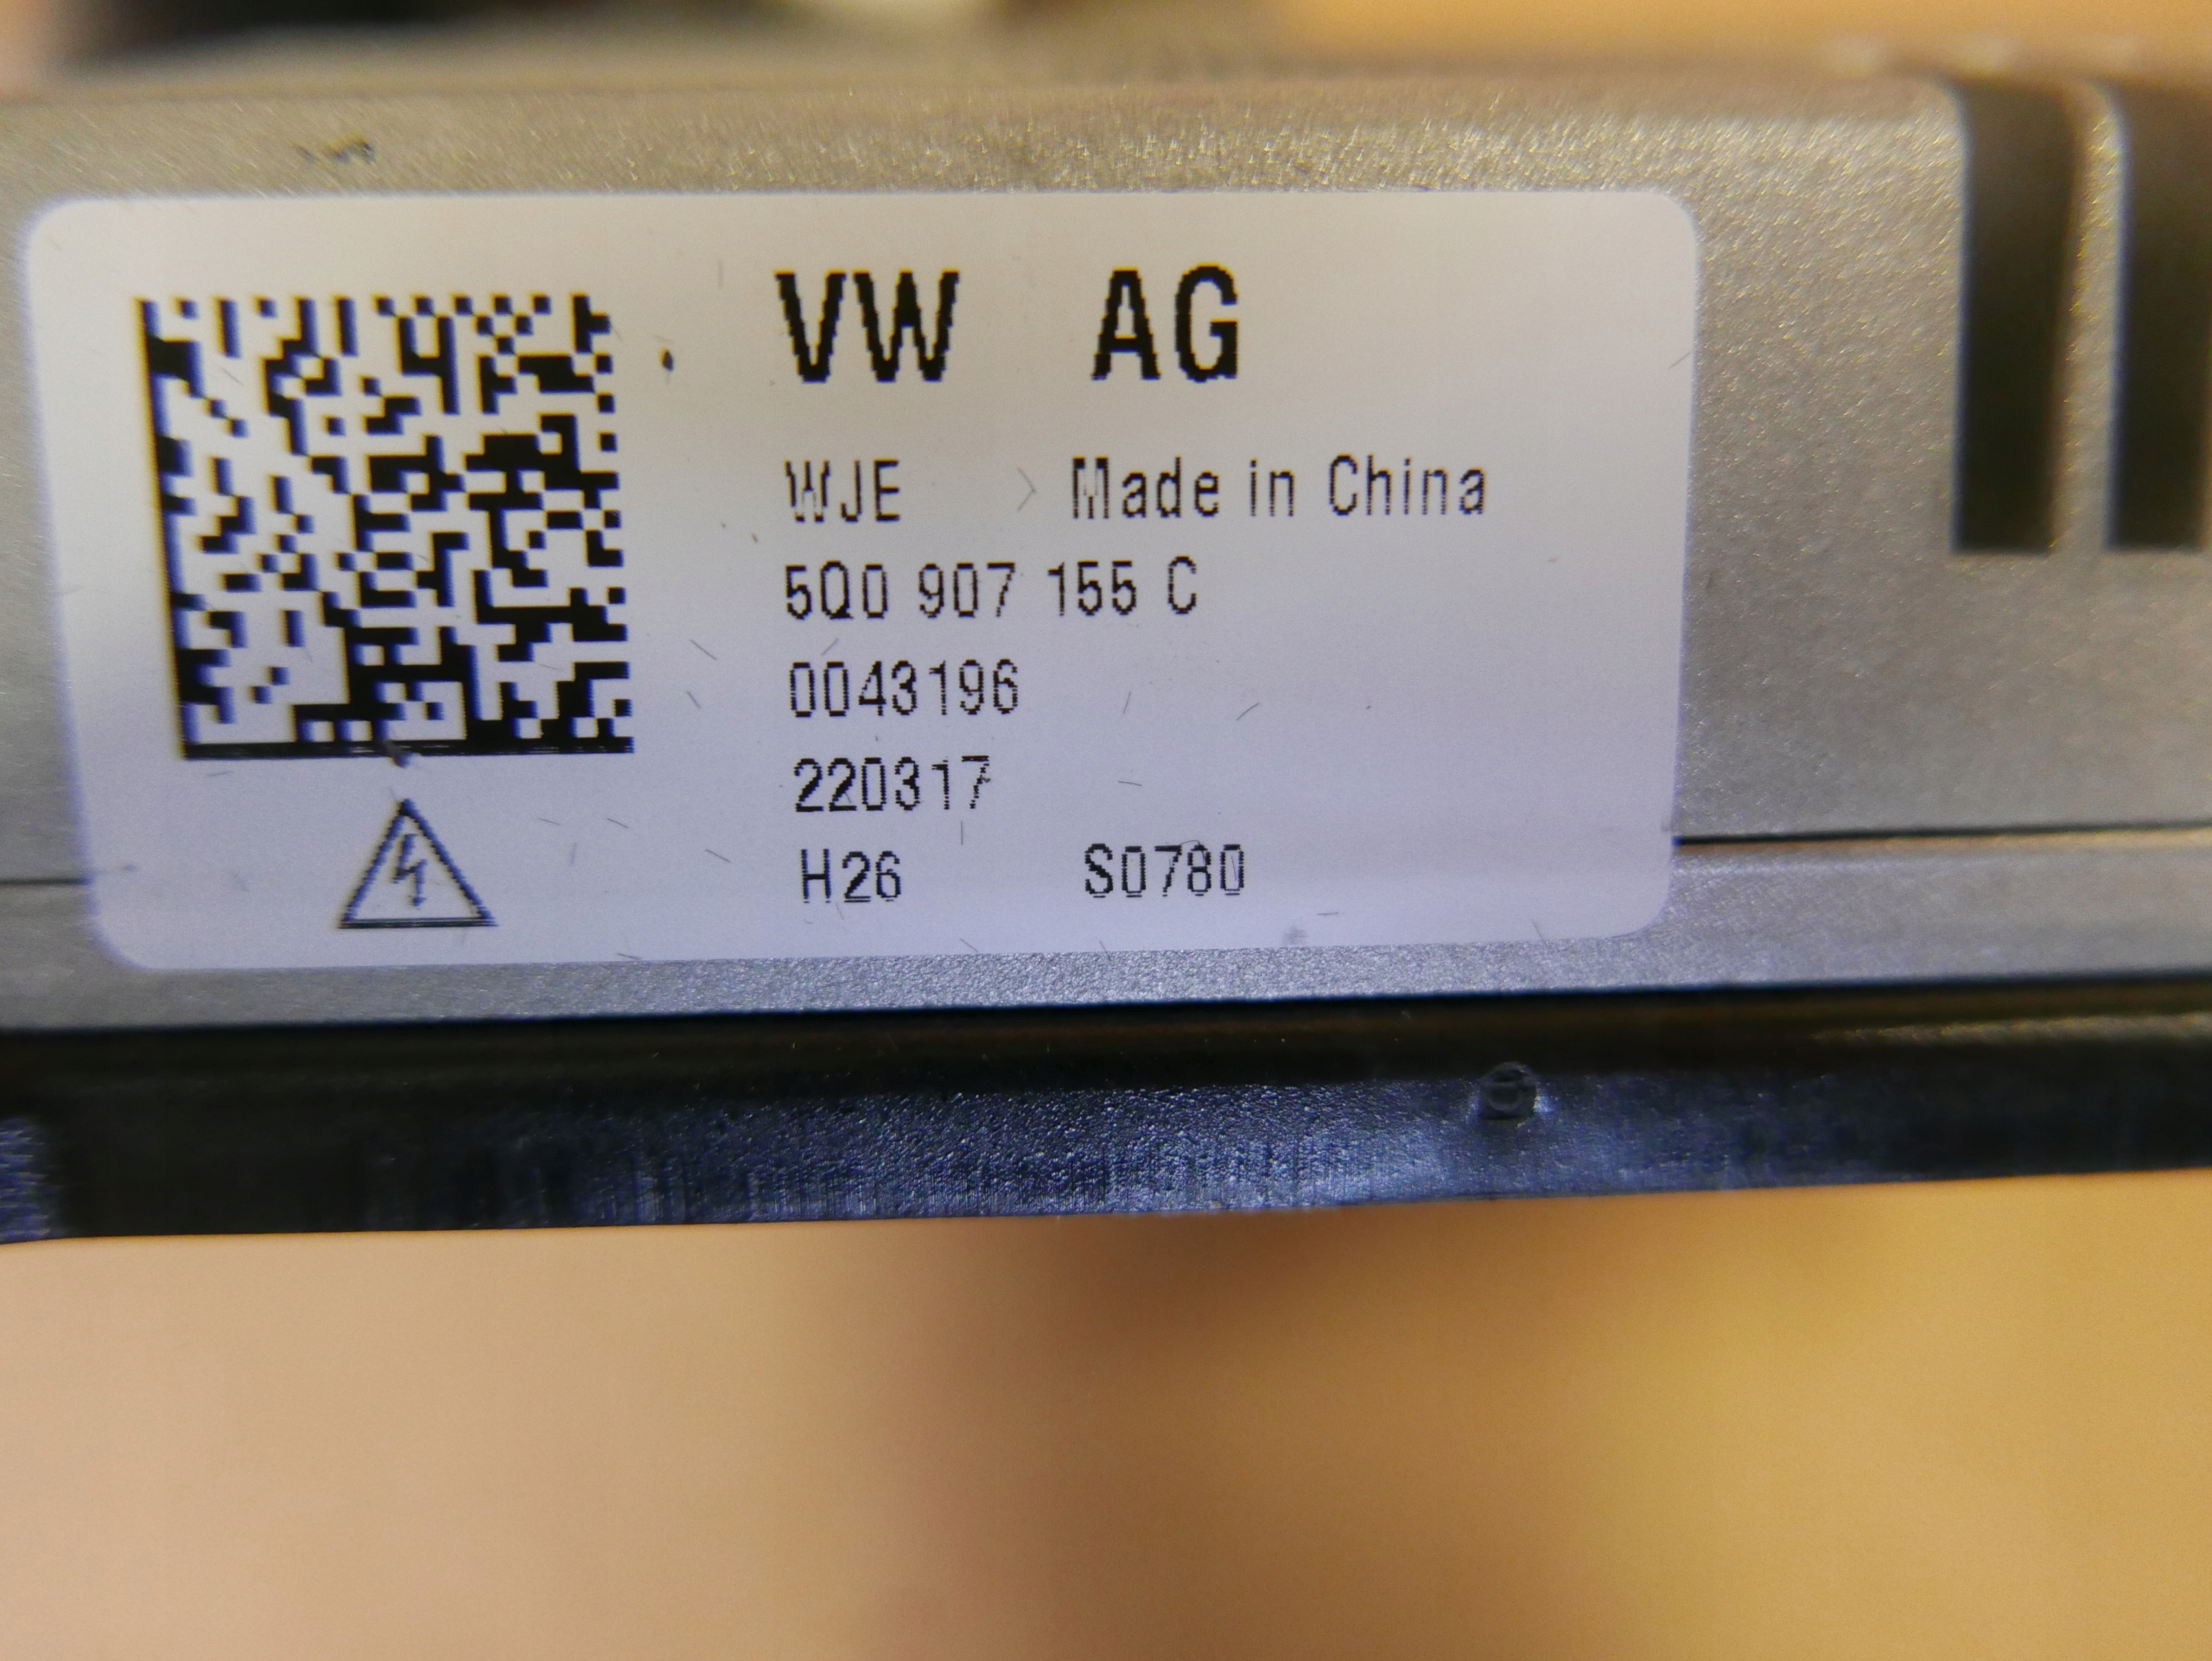 VW AG
WJE Made in China
5Q0 907 155 C
0043196
220317
H26 S0780